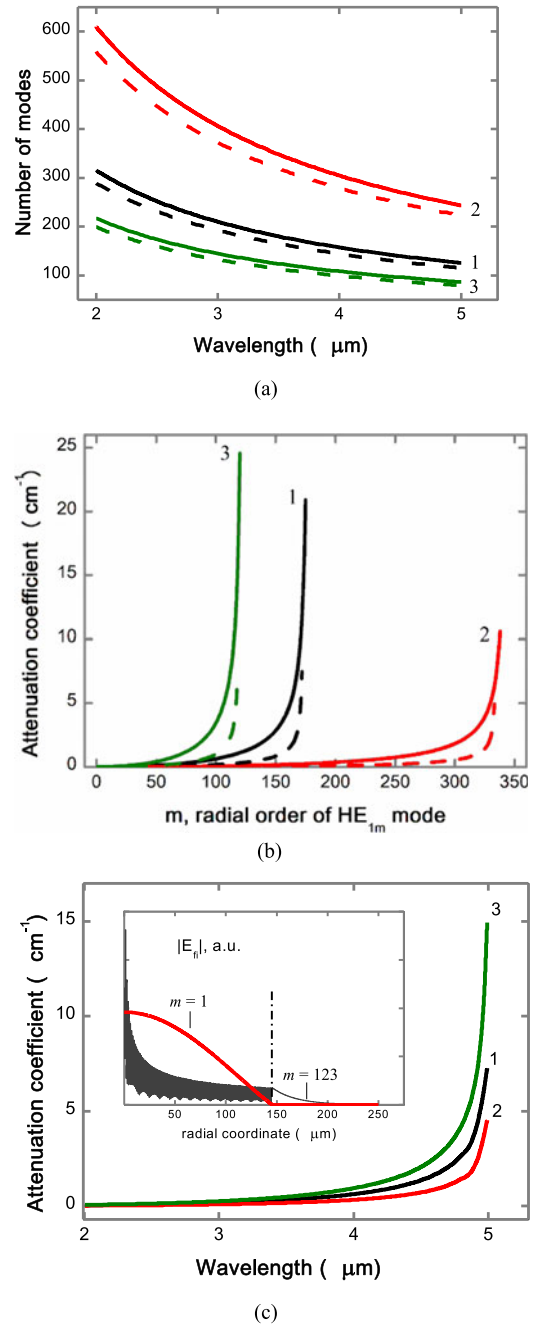 600
500
400
300
200
100
Number of modes
2
1
3
2 3 4 5
Wavelength ( μm)
(a)
25
20
15
10
5
0
Attenuation coefficient ( cm⁻¹)
3
1
2
0 50 100 150 200 250 300 350
m, radial order of HE₁ₘ mode
(b)
15
10
5
0
Attenuation coefficient ( cm⁻¹)
|E_fl|, a.u.
m = 1
m = 123
50 100 150 200 250
radial coordinate ( μm)
3
1
2
2 3 4 5
Wavelength ( μm)
(c)